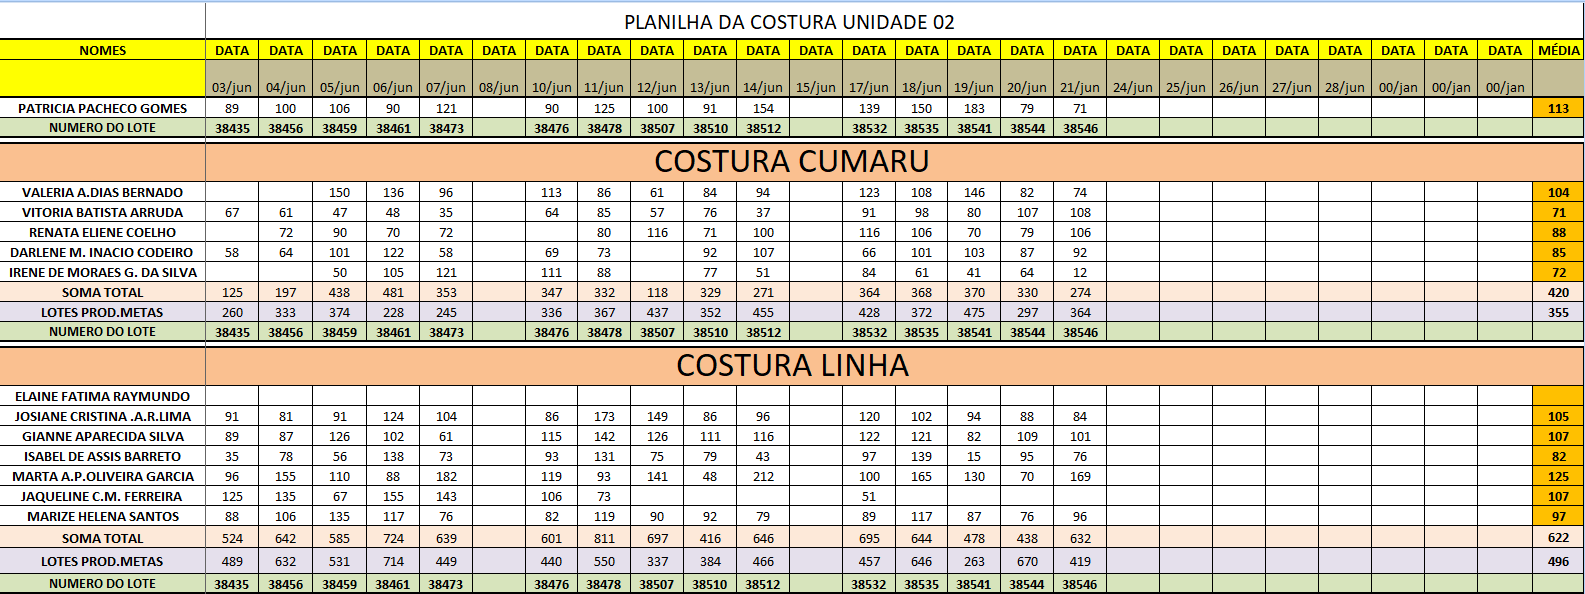 PLANILHA DA COSTURA UNIDADE 02
NOMES DATA DATA DATA DATA DATA DATA DATA DATA DATA DATA DATA DATA DATA DATA DATA DATA DATA DATA DATA DATA DATA DATA DATA DATA DATA MÉDIA
03/jun 04/jun 05/jun 06/jun 07/jun 08/jun 10/jun 11/jun 12/jun 13/jun 14/jun 15/jun 17/jun 18/jun 19/jun 20/jun 21/jun 24/jun 25/jun 26/jun 27/jun 28/jun 00/jan 00/jan 00/jan
PATRICIA PACHECO GOMES 89 100 106 90 121 90 125 100 91 154 139 150 183 79 71 113
NUMERO DO LOTE 38435 38456 38459 38461 38473 38476 38478 38507 38510 38512 38532 38535 38541 38544 38546
COSTURA CUMARU
VALERIA A.DIAS BERNADO 150 136 96 113 86 61 84 94 123 108 146 82 74 104
VITORIA BATISTA ARRUDA 67 61 47 48 35 64 85 57 76 37 91 98 80 107 108 71
RENATA ELIENE COELHO 72 90 70 72 80 116 71 100 116 106 70 79 106 88
DARLENE M. INACIO CODEIRO 58 64 101 122 58 69 73 92 107 66 101 103 87 92 85
IRENE DE MORAES G. DA SILVA 50 105 121 111 88 77 51 84 61 41 64 12 72
SOMA TOTAL 125 197 438 481 353 347 332 118 329 271 364 368 370 330 274 420
LOTES PROD.METAS 260 333 374 228 245 336 367 437 352 455 428 372 475 297 364 355
NUMERO DO LOTE 38435 38456 38459 38461 38473 38476 38478 38507 38510 38512 38532 38535 38541 38544 38546
COSTURA LINHA
ELAINE FATIMA RAYMUNDO
JOSIANE CRISTINA .A.R.LIMA 91 81 91 124 104 86 173 149 86 96 120 102 94 88 84 105
GIANNE APARECIDA SILVA 89 87 126 102 61 115 142 126 111 116 122 121 82 109 101 107
ISABEL DE ASSIS BARRETO 35 78 56 138 73 93 131 75 79 43 97 139 15 95 76 82
MARTA A.P.OLIVEIRA GARCIA 96 155 110 88 182 119 93 141 48 212 100 165 130 70 169 125
JAQUELINE C.M. FERREIRA 125 135 67 155 143 106 73 51 107
MARIZE HELENA SANTOS 88 106 135 117 76 82 119 90 92 79 89 117 87 76 96 97
SOMA TOTAL 524 642 585 724 639 601 811 697 416 646 695 644 478 438 632 622
LOTES PROD.METAS 489 632 531 714 449 440 550 337 384 466 457 646 263 670 419 496
NUMERO DO LOTE 38435 38456 38459 38461 38473 38476 38478 38507 38510 38512 38532 38535 38541 38544 38546